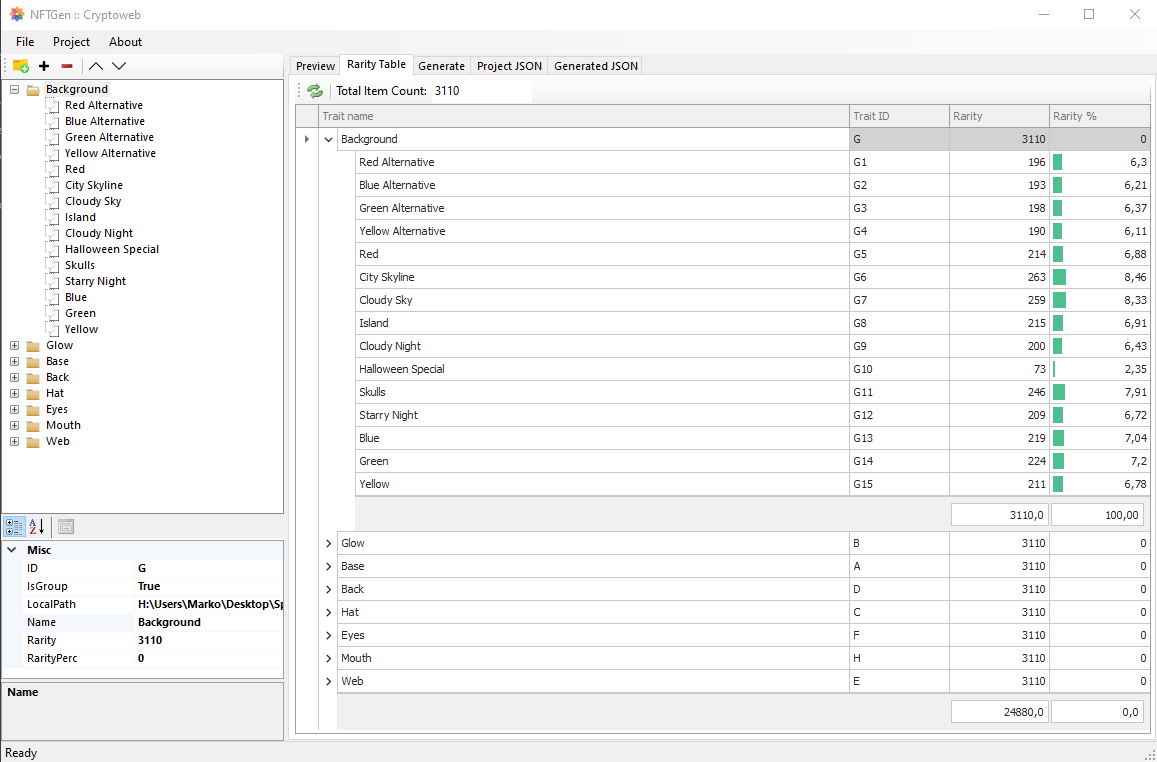 NFTGen :: Cryptoweb
File Project About
Background
Red Alternative
Blue Alternative
Green Alternative
Yellow Alternative
Red
City Skyline
Cloudy Sky
Island
Cloudy Night
Halloween Special
Skulls
Starry Night
Blue
Green
Yellow
Glow
Base
Back
Hat
Eyes
Mouth
Web
A
Z
Misc
ID G
IsGroup True
LocalPath H:\Users\Marko\Desktop\Sp
Name Background
Rarity 3110
RarityPerc 0
Name
Preview Rarity Table Generate Project JSON Generated JSON
Total Item Count: 3110
Trait name Trait ID Rarity Rarity %
Background G 3110 0
Red Alternative G1 196 6,3
Blue Alternative G2 193 6,21
Green Alternative G3 198 6,37
Yellow Alternative G4 190 6,11
Red G5 214 6,88
City Skyline G6 263 8,46
Cloudy Sky G7 259 8,33
Island G8 215 6,91
Cloudy Night G9 200 6,43
Halloween Special G10 73 2,35
Skulls G11 246 7,91
Starry Night G12 209 6,72
Blue G13 219 7,04
Green G14 224 7,2
Yellow G15 211 6,78
3110,0 100,00
Glow B 3110 0
Base A 3110 0
Back D 3110 0
Hat C 3110 0
Eyes F 3110 0
Mouth H 3110 0
Web E 3110 0
24880,0 0,0
Ready